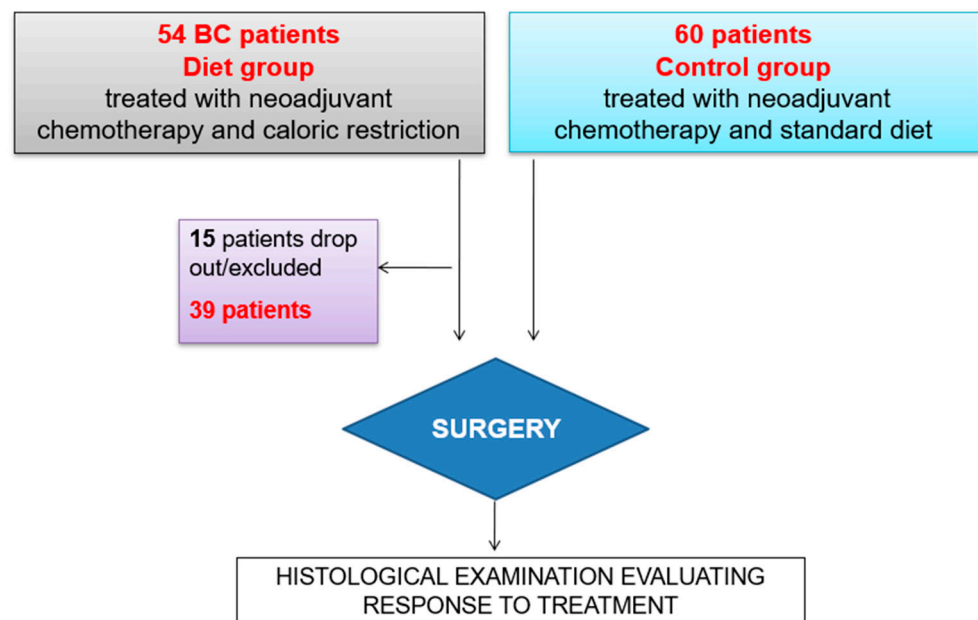 54 BC patients
Diet group
treated with neoadjuvant
chemotherapy and caloric restriction
60 patients
Control group
treated with neoadjuvant
chemotherapy and standard diet
15 patients drop
out/excluded
39 patients
SURGERY
HISTOLOGICAL EXAMINATION EVALUATING
RESPONSE TO TREATMENT